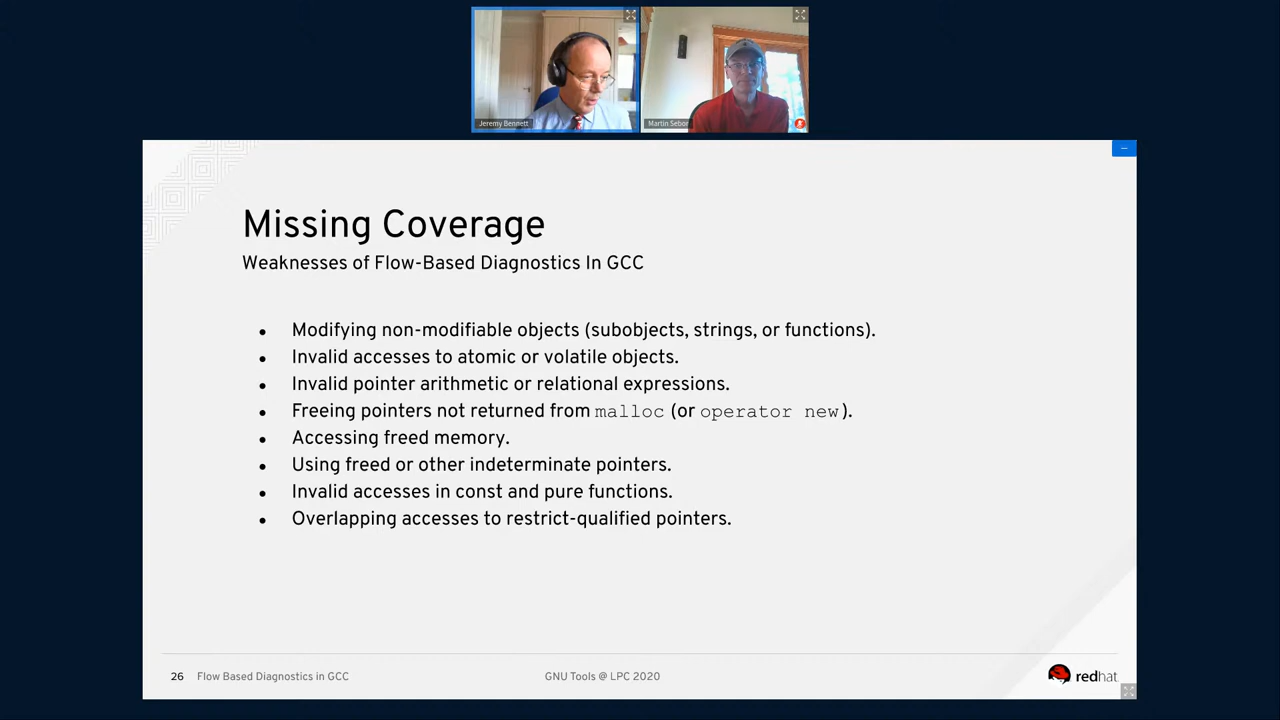 Jeremy Bennett
Martin Sebor
Missing Coverage
Weaknesses of Flow-Based Diagnostics In GCC
• Modifying non-modifiable objects (subobjects, strings, or functions).
• Invalid accesses to atomic or volatile objects.
• Invalid pointer arithmetic or relational expressions.
• Freeing pointers not returned from malloc (or operator new).
• Accessing freed memory.
• Using freed or other indeterminate pointers.
• Invalid accesses in const and pure functions.
• Overlapping accesses to restrict-qualified pointers.
26 Flow Based Diagnostics in GCC
GNU Tools @ LPC 2020
redhat.